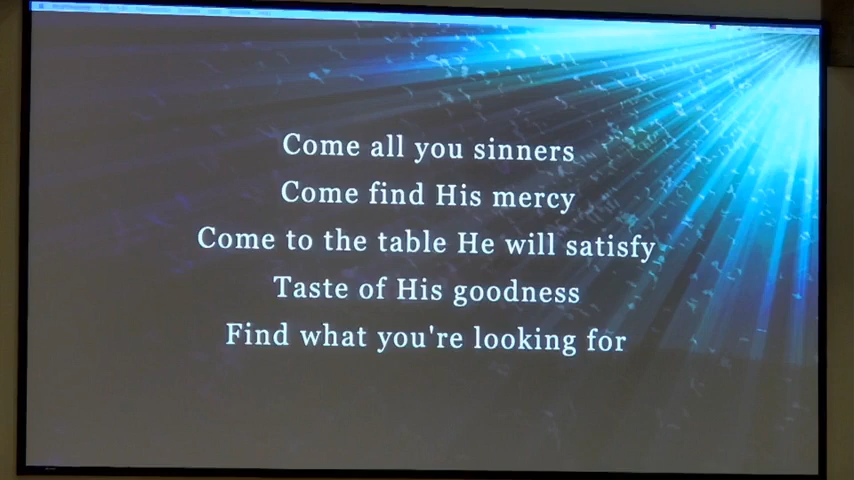 Come all you sinners
Come find His mercy
Come to the table He will satisfy
Taste of His goodness
Find what you're looking for